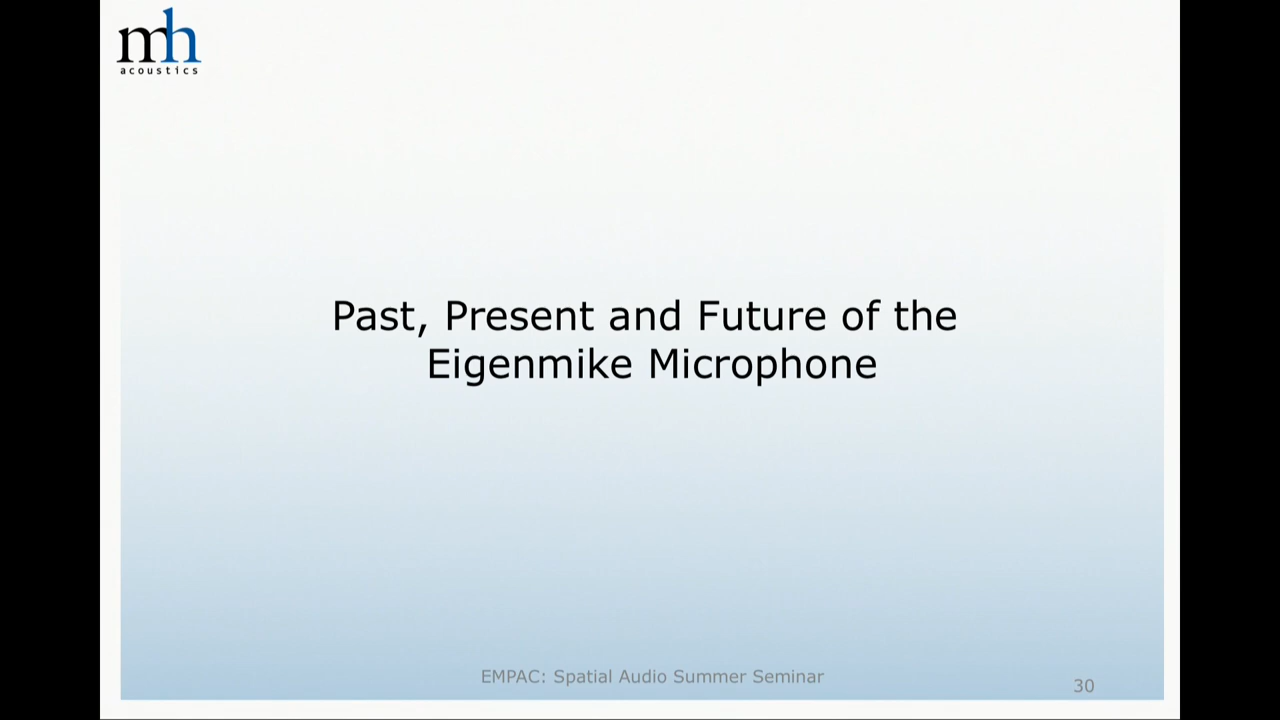 mh
acoustics
Past, Present and Future of the
Eigenmike Microphone
EMPAC: Spatial Audio Summer Seminar
30